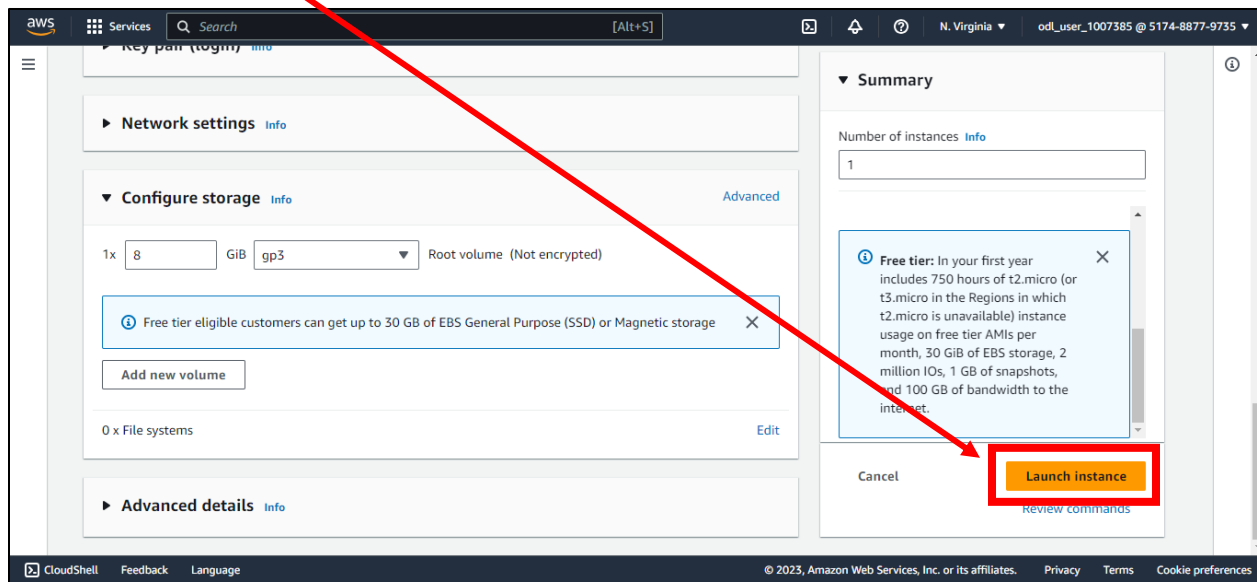 aws
Services
Search
[Alt+S]
N. Virginia
odl_user_1007385 @ 5174-8877-9735
Key pair (login) Info
Network settings Info
Configure storage Info
Advanced
1x 8 GiB gp3 Root volume (Not encrypted)
Free tier eligible customers can get up to 30 GB of EBS General Purpose (SSD) or Magnetic storage
Add new volume
0 x File systems
Edit
Advanced details Info
Summary
Number of instances Info
1
Free tier: In your first year
includes 750 hours of t2.micro (or
t3.micro in the Regions in which
t2.micro is unavailable) instance
usage on free tier AMIs per
month, 30 GiB of EBS storage, 2
million IOs, 1 GB of snapshots,
and 100 GB of bandwidth to the
internet.
Cancel
Launch instance
Review commands
CloudShell
Feedback
Language
© 2023, Amazon Web Services, Inc. or its affiliates.
Privacy
Terms
Cookie preferences